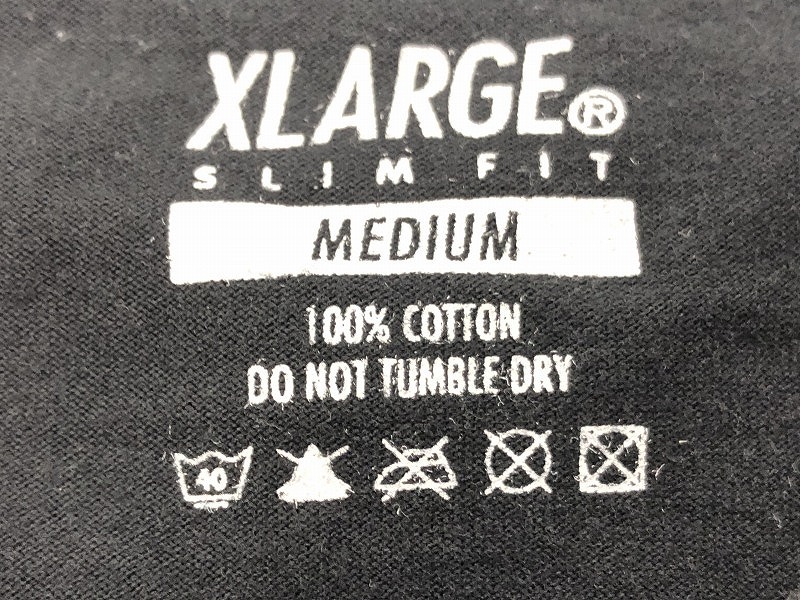 XLARGE®
SLIM FIT
MEDIUM
100% COTTON
DO NOT TUMBLE DRY
40